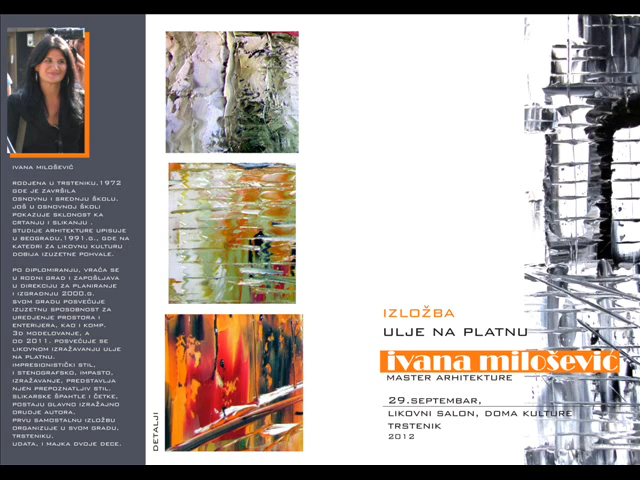 IVANA MILOŠEVIĆ
RODJENA U TRSTENIKU,1972
GDE JE ZAVRŠILA
OSNOVNU I SREDNJU ŠKOLU.
JOŠ U OSNOVNOJ ŠKOLI
POKAZUJE SKLONOST KA
CRTANJU I SLIKANJU .
STUDIJE ARHITEKTURE UPISUJE
U BEOGRADU,1991.G., GDE NA
KATEDRI ZA LIKOVNU KULTURU
DOBIJA IZUZETNE POHVALE.
PO DIPLOMIRANJU, VRAĆA SE
U RODNI GRAD I ZAPOŠLJAVA
U DIREKCIJU ZA PLANIRANJE
I IZGRADNJU 2000.G.
SVOM GRADU POSVEĆUJE
IZUZETNU SPOSOBNOST ZA
UREDJENJE PROSTORA I
ENTERIJERA, KAO I KOMP.
3D MODELOVANJE, A
OD 2011. POSVEĆUJE SE
LIKOVNOM IZRAŽAVANJU ULJE
NA PLATNU.
IMPRESIONISTIČKI STIL,
I STENOGRAFSKO, IMPASTO,
IZRAŽAVANJE, PREDSTAVLJA
NJEN PREPOZNATLJIV STIL.
SLIKARSKE ŠPAHTLE I ČETKE,
POSTAJU GLAVNO IZRAŽAJNO
ORUDJE AUTORA.
PRVU SAMOSTALNU IZLOŽBU
ORGANIZUJE U SVOM GRADU,
TRSTENIKU.
UDATA, I MAJKA DVOJE DECE.
DETALJI
IZLOŽBA
ULJE NA PLATNU
ivana milošević
MASTER ARHITEKTURE
29.SEPTEMBAR,
LIKOVNI SALON, DOMA KULTURE
TRSTENIK
2012